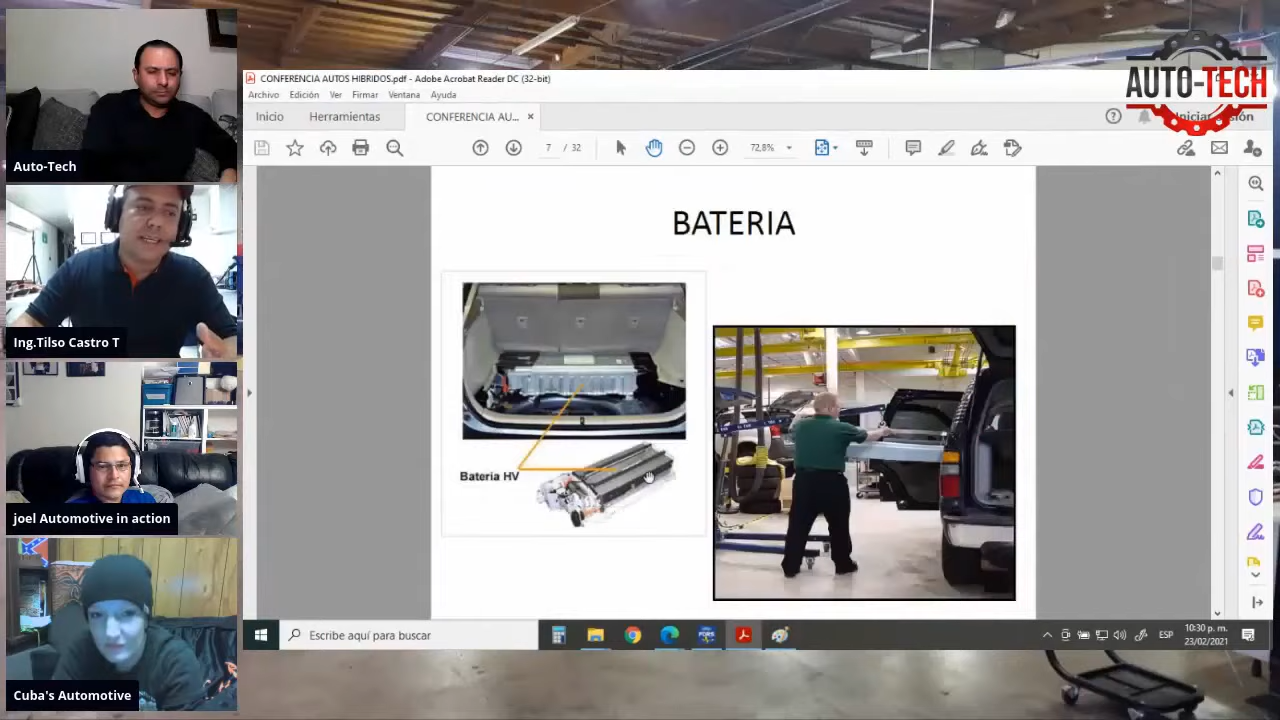 Auto-Tech
Ing.Tilso Castro T
joel Automotive in action
Cuba's Automotive
CONFERENCIA AUTOS HIBRIDOS.pdf - Adobe Acrobat Reader DC (32-bit)
Archivo Edición Ver Firmar Ventana Ayuda
Inicio Herramientas CONFERENCIA AU... ×
7 / 32 72,8%
AUTO-TECH
BATERIA
Bateria HV
Escribe aquí para buscar
ESP
10:30 p. m.
23/02/2021